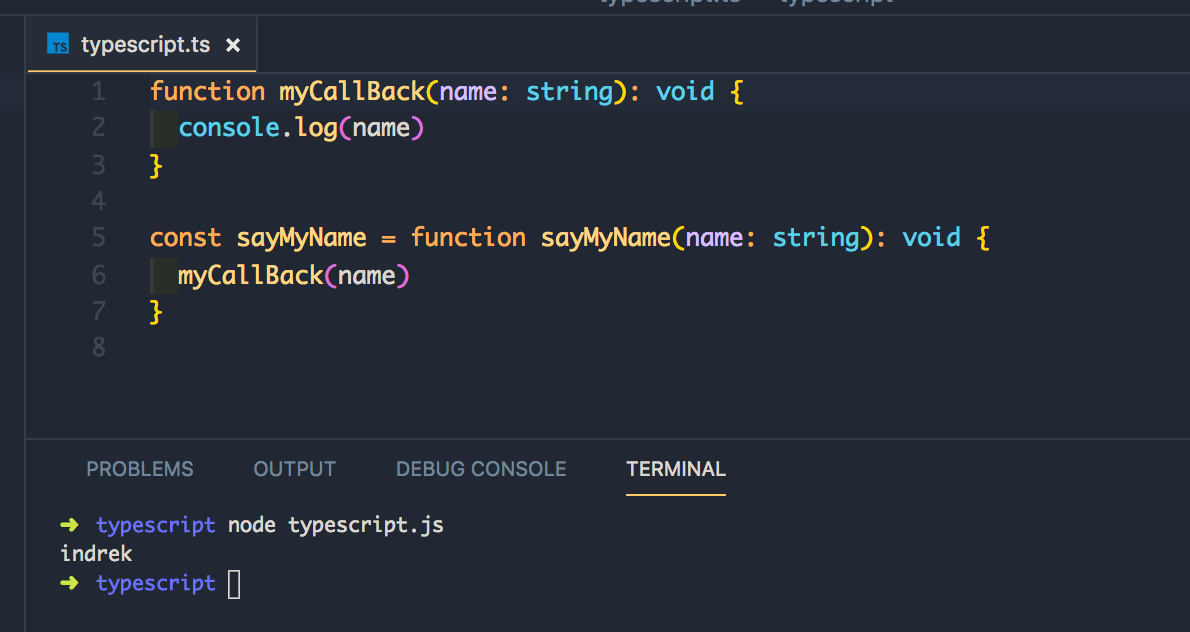 TS typescript.ts ×
1 function myCallBack(name: string): void {
2   console.log(name)
3 }
4
5 const sayMyName = function sayMyName(name: string): void {
6   myCallBack(name)
7 }
8
PROBLEMS OUTPUT DEBUG CONSOLE TERMINAL
➜ typescript node typescript.js
indrek
➜ typescript